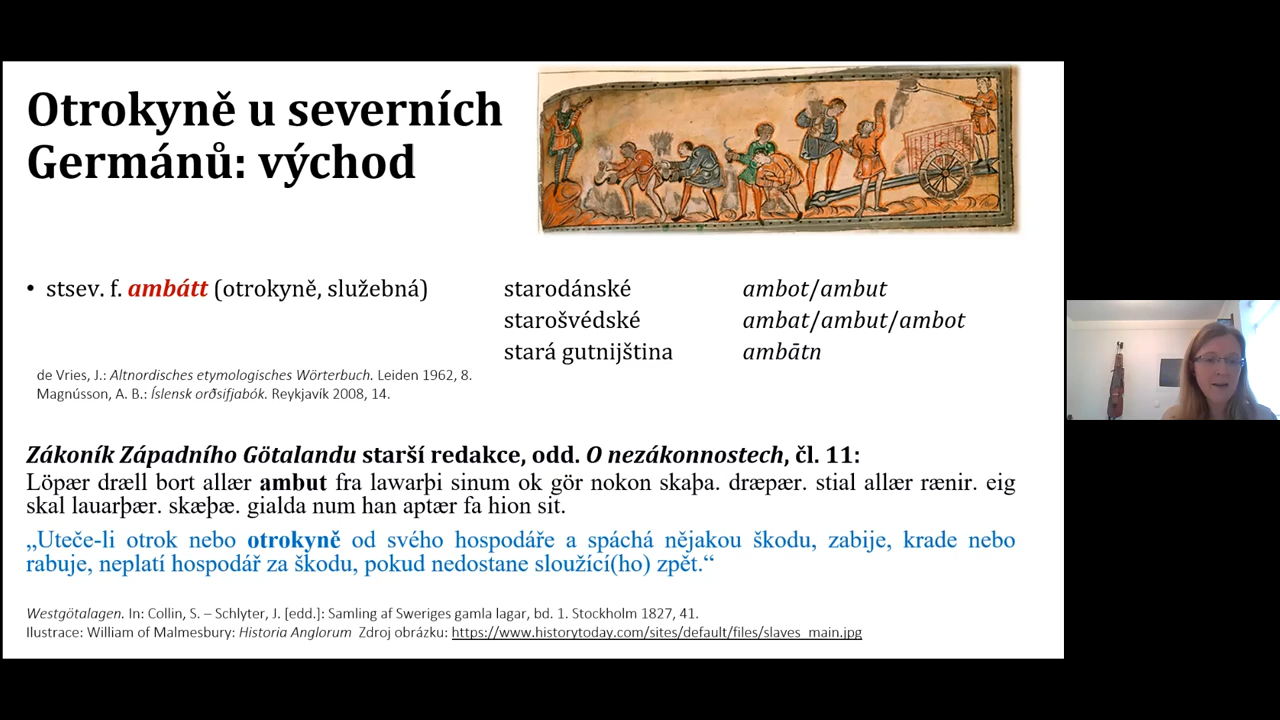 Otrokyně u severních
Germánů: východ
• stsev. f. ambátt (otrokyně, služebná)
starodánské ambot/ambut
starošvédské ambat/ambut/ambot
stará gutnijština ambātn
de Vries, J.: Altnordisches etymologisches Wörterbuch. Leiden 1962, 8.
Magnússon, A. B.: Íslensk orðsifjabók. Reykjavík 2008, 14.
Zákoník Západního Götalandu starší redakce, odd. O nezákonnostech, čl. 11:
Löpær dræll bort allær ambut fra lawarþi sinum ok gör nokon skaþa. dræpær. stial allær rænir. eig
skal lauarþær. skæþæ. gialda num han aptær fa hion sit.
„Uteče-li otrok nebo otrokyně od svého hospodáře a spáchá nějakou škodu, zabije, krade nebo
rabuje, neplatí hospodář za škodu, pokud nedostane sloužící(ho) zpět.“
Westgötalagen. In: Collin, S. – Schlyter, J. [edd.]: Samling af Sweriges gamla lagar, bd. 1. Stockholm 1827, 41.
Ilustrace: William of Malmesbury: Historia Anglorum Zdroj obrázku: https://www.historytoday.com/sites/default/files/slaves_main.jpg